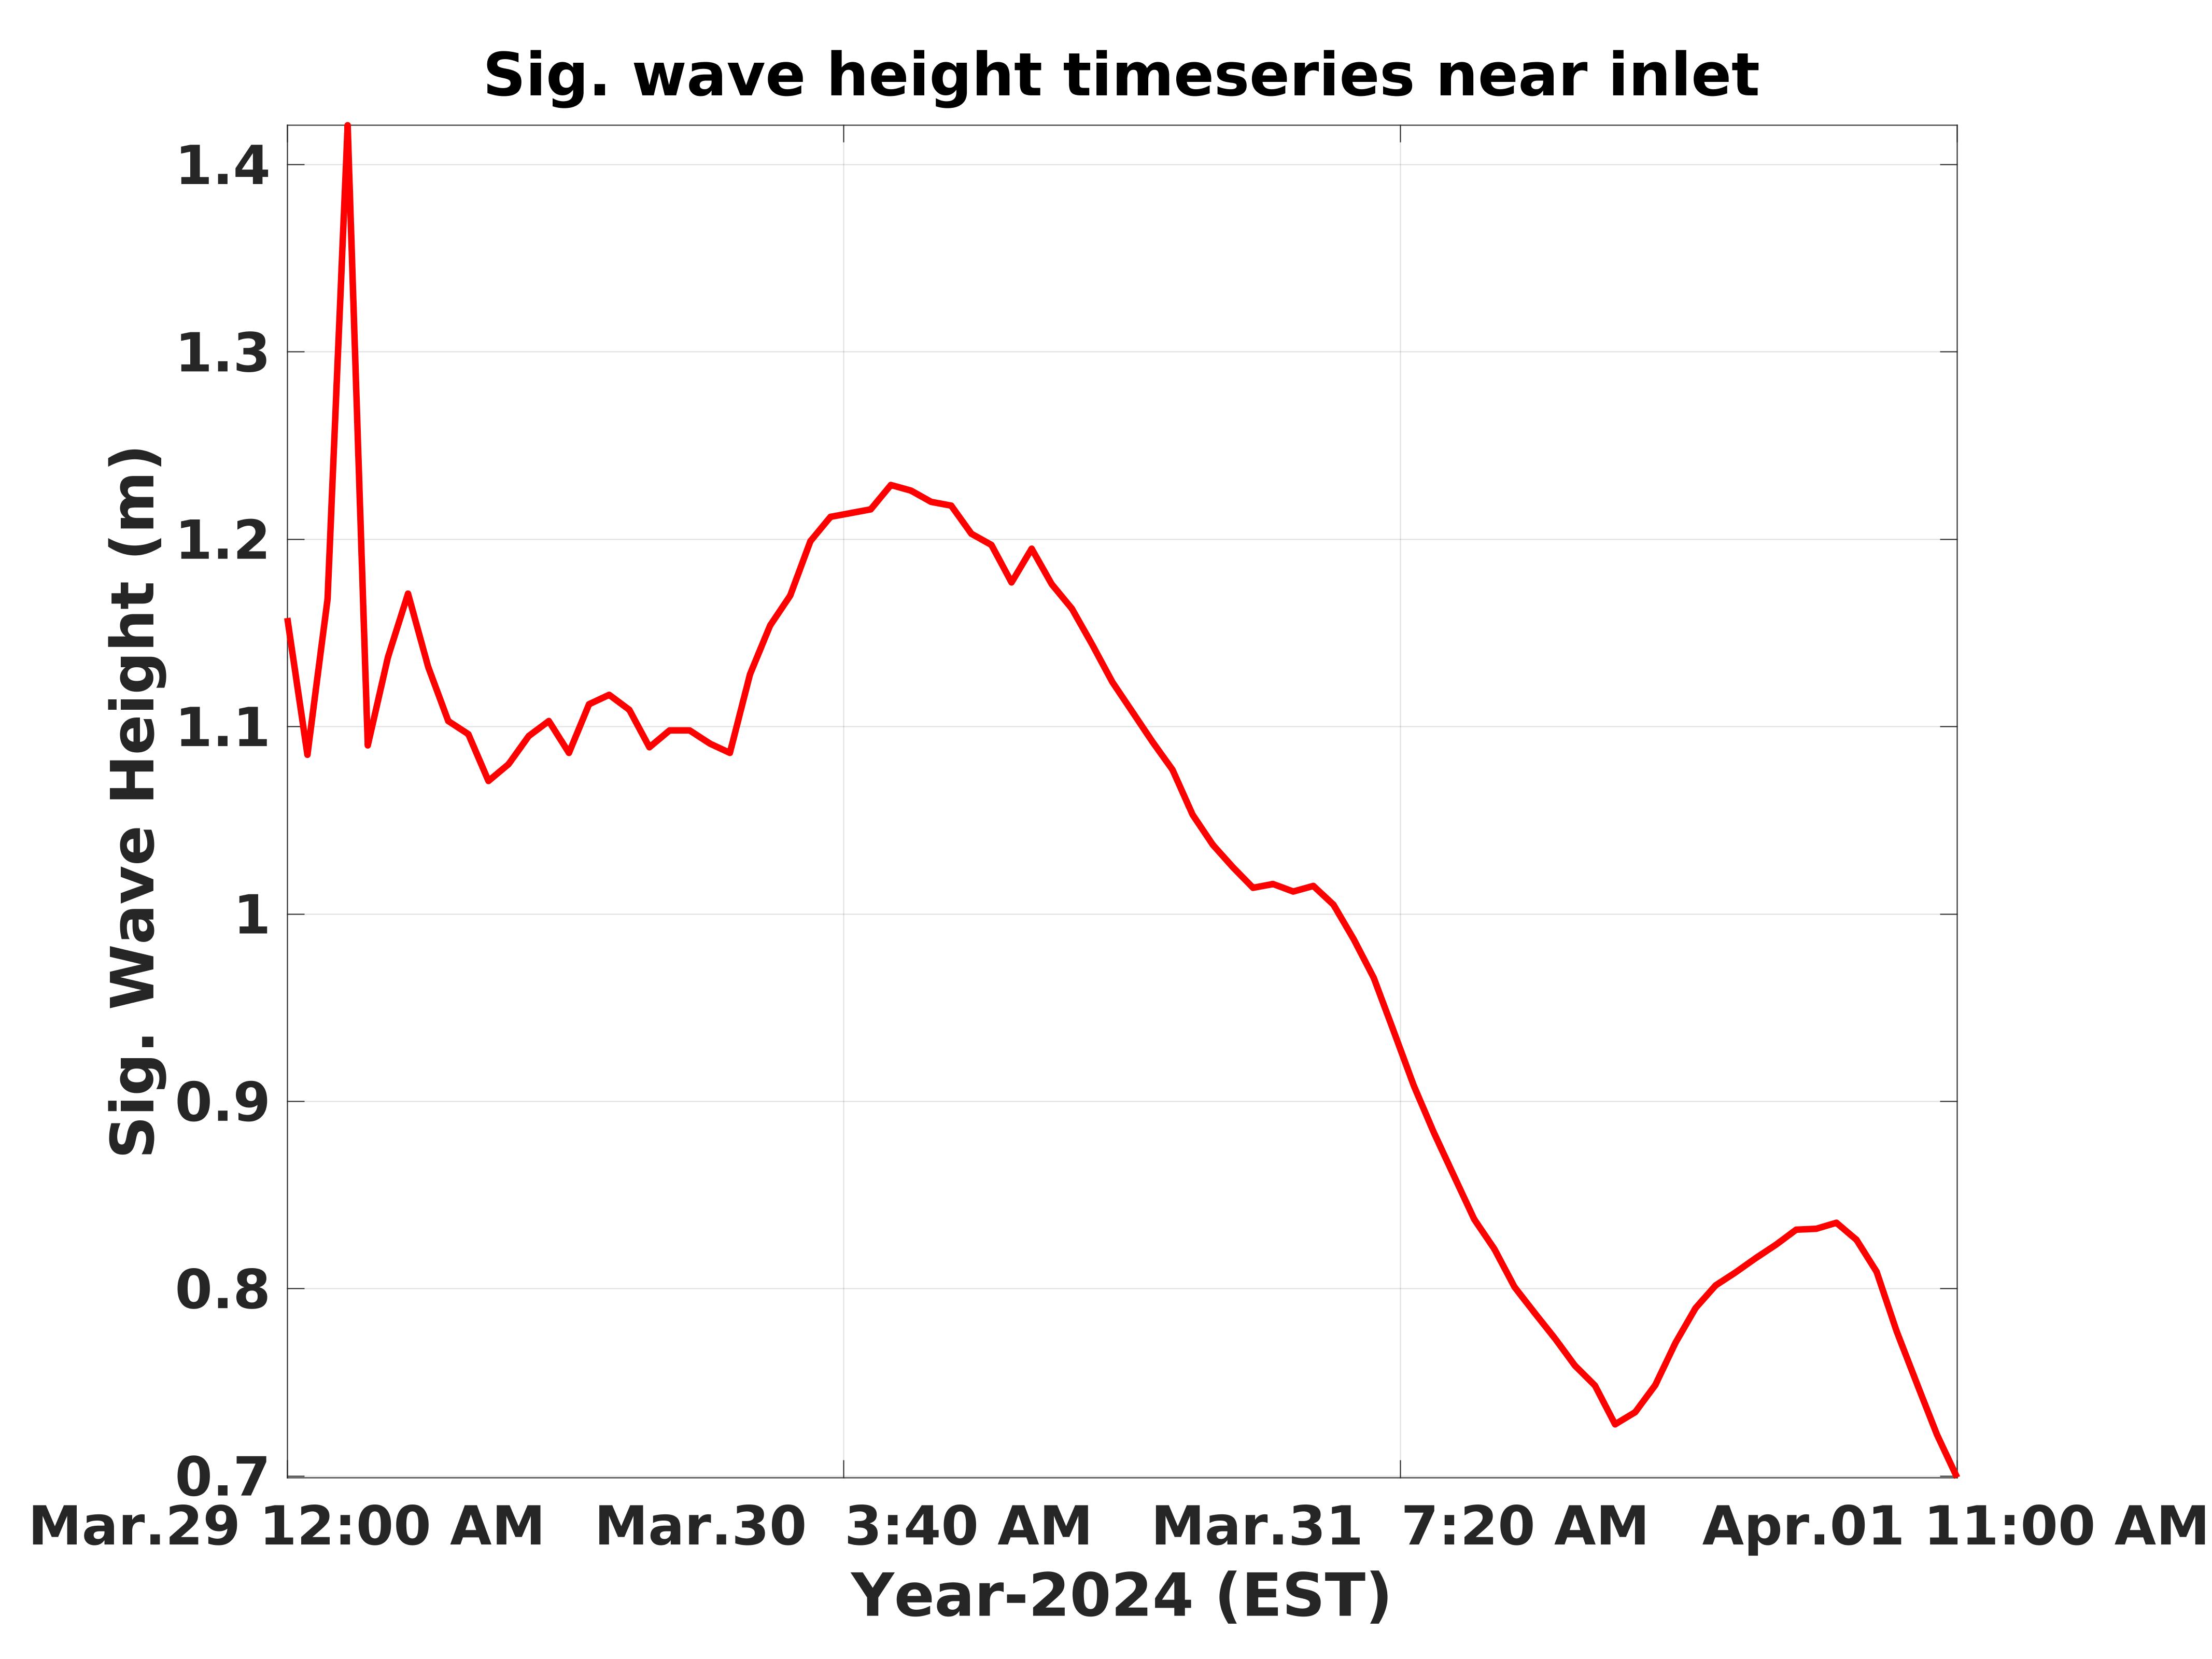 Sig. wave height timeseries near inlet
1.4
1.3
1.2
1.1
1
0.9
0.8
0.7
Sig. Wave Height (m)
Mar.29 12:00 AM Mar.30 3:40 AM Mar.31 7:20 AM Apr.01 11:00 AM
Year-2024 (EST)